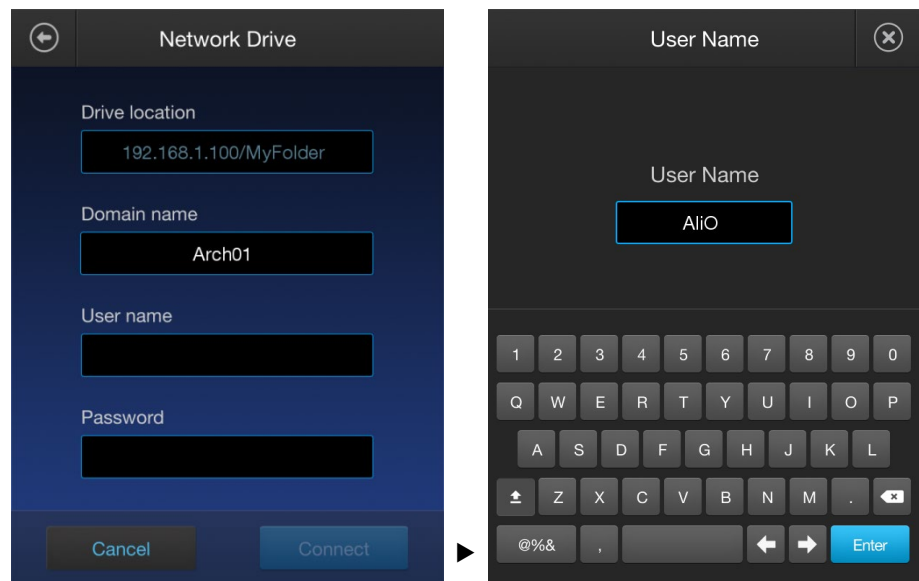 Network Drive
Drive location
192.168.1.100/MyFolder
Domain name
Arch01
User name
Password
Cancel
Connect
User Name
User Name
AliO
1 2 3 4 5 6 7 8 9 0
Q W E R T Y U I O P
A S D F G H J K L
Z X C V B N M .
@%& , Enter